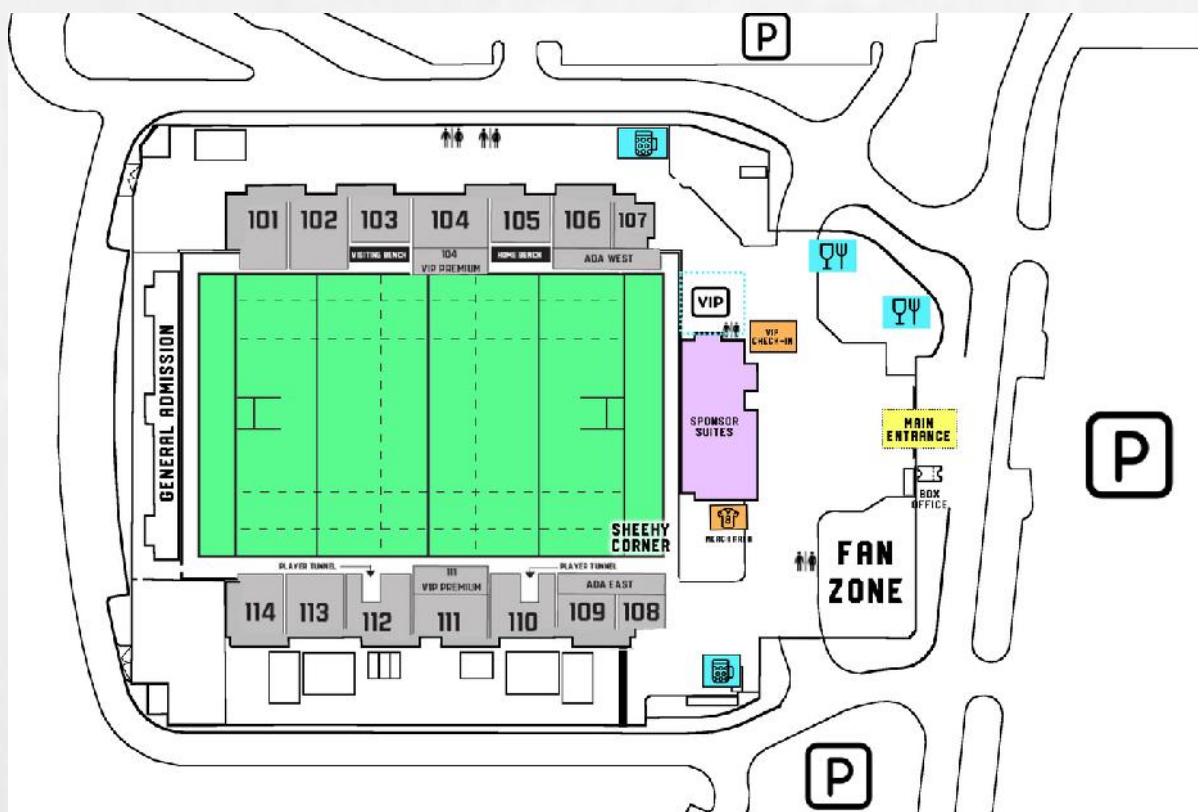 P
101
102
103
104
105
106
107
VISITING BENCH
104
VIP PREMIUM
HOME BENCH
ADA WEST
VIP
VIP
CHECK-IN
GENERAL ADMISSION
SPONSOR
SUITES
MAIN
ENTRANCE
P
BOX
OFFICE
SHEEHY
CORNER
MERCH AREA
FAN
ZONE
PLAYER TUNNEL
PLAYER TUNNEL
111
VIP PREMIUM
ADA EAST
114
113
112
111
110
109
108
P